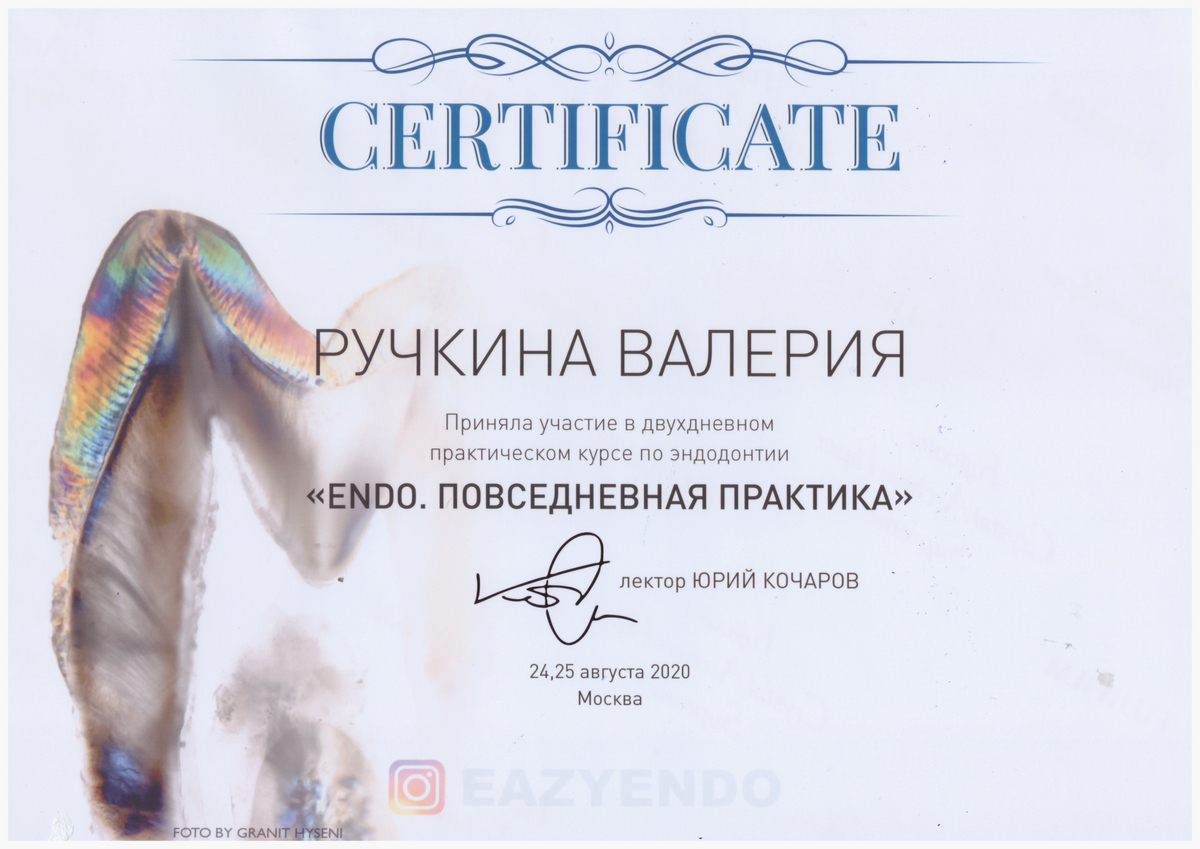 CERTIFICATE
РУЧКИНА ВАЛЕРИЯ
Приняла участие в двухдневном
практическом курсе по эндодонтии
«ENDO. ПОВСЕДНЕВНАЯ ПРАКТИКА»
лектор ЮРИЙ КОЧАРОВ
24,25 августа 2020
Москва
EAZYENDO
FOTO BY GRANIT HYSENI